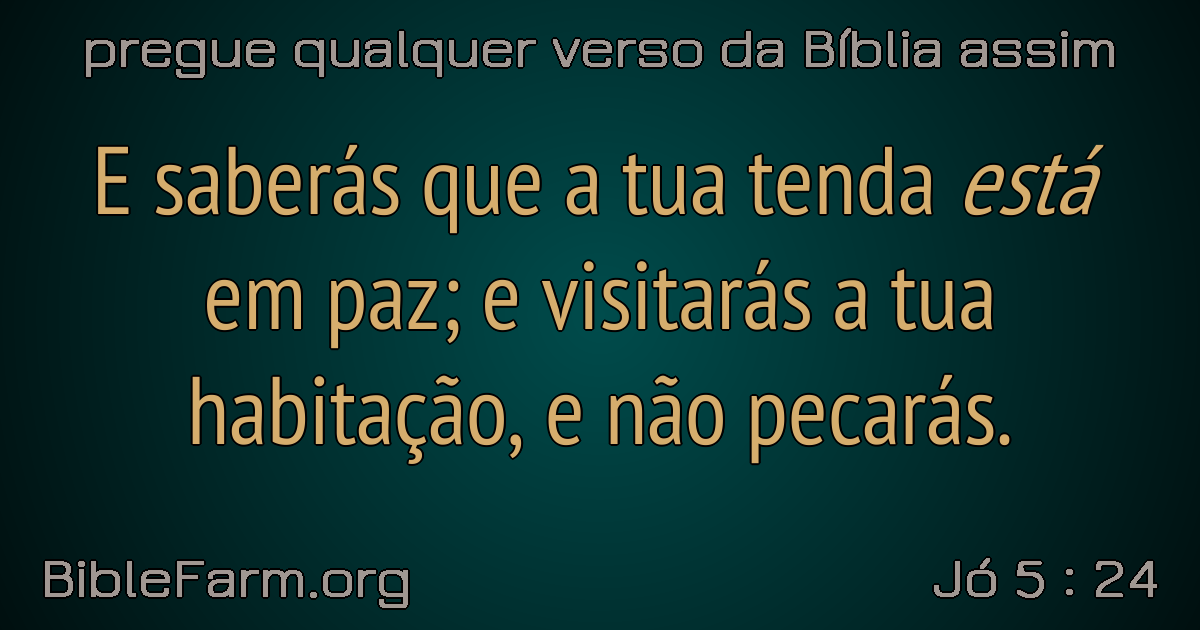 pregue qualquer verso da Bíblia assim
E saberás que a tua tenda está
em paz; e visitarás a tua
habitação, e não pecarás.
BibleFarm.org
Jó 5 : 24